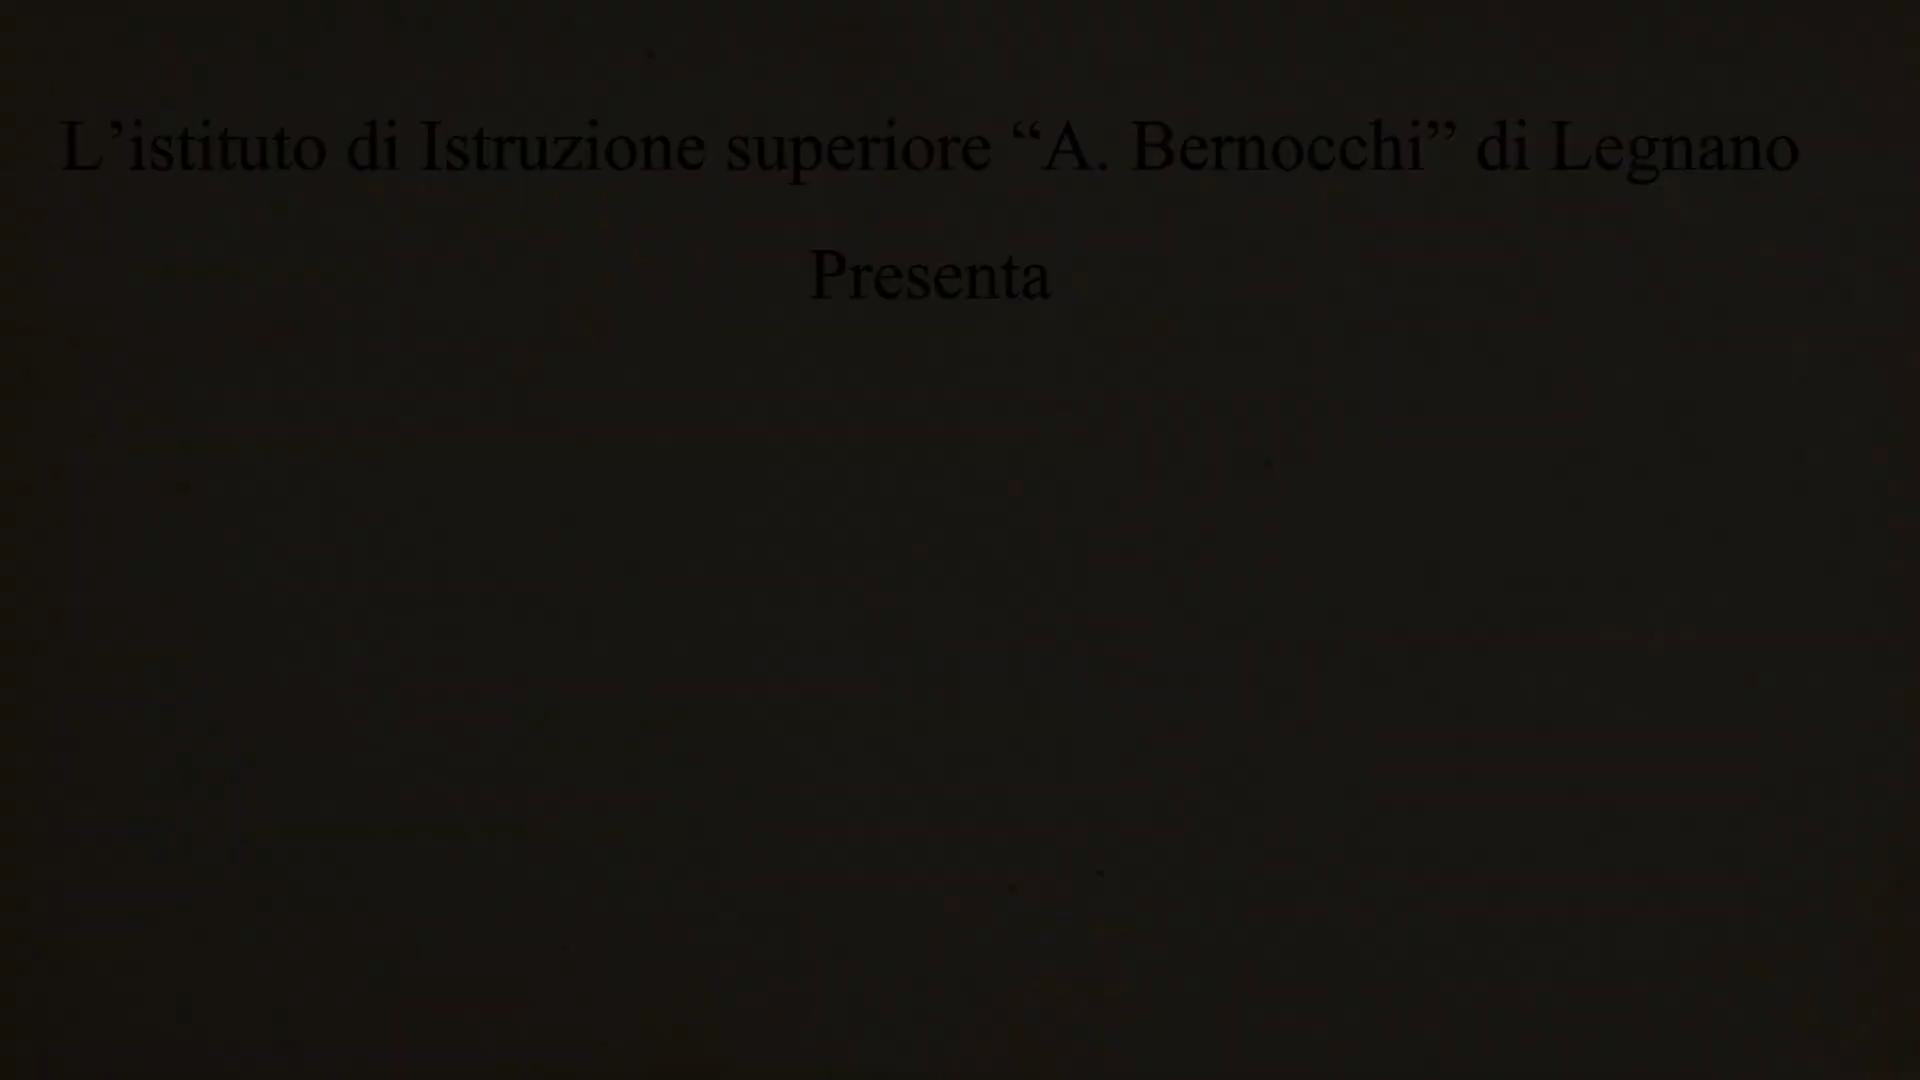 L’istituto di Istruzione superiore “A. Bernocchi” di Legnano
Presenta